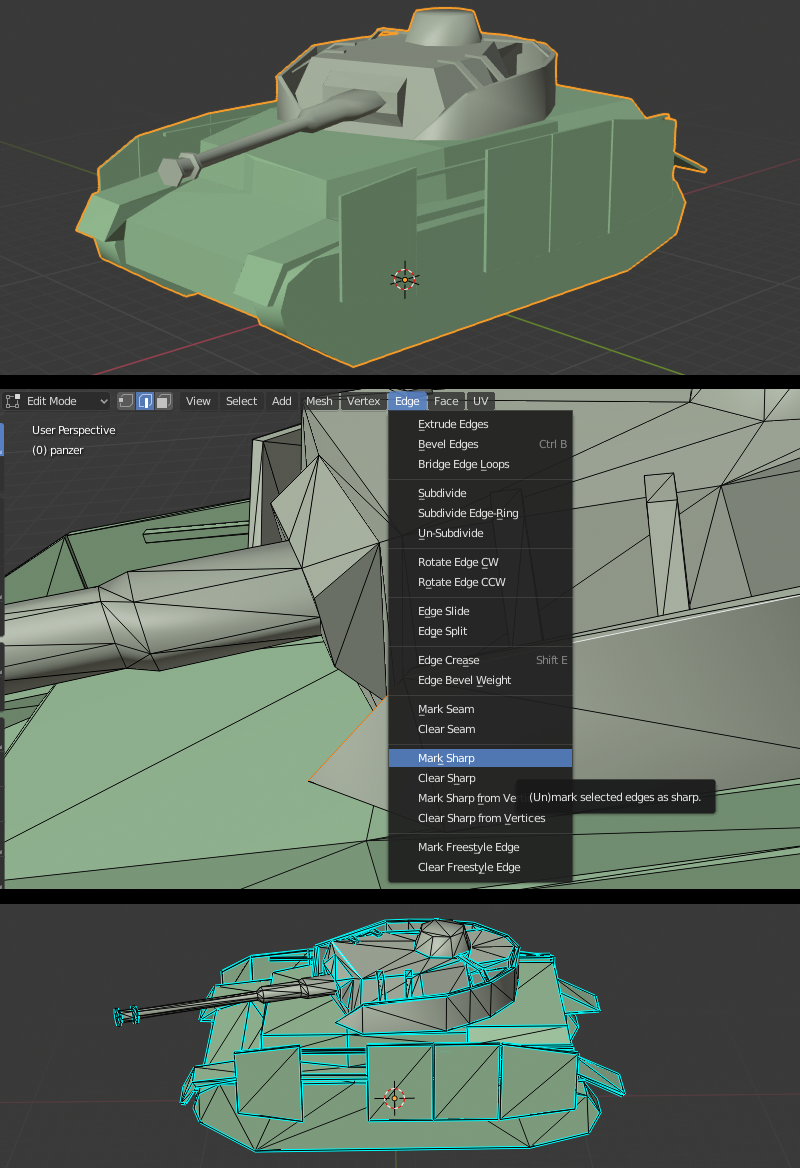 Edit Mode View Select Add Mesh Vertex Edge Face UV
User Perspective
(0) panzer
Extrude Edges
Bevel Edges Ctrl B
Bridge Edge Loops
Subdivide
Subdivide Edge-Ring
Un-Subdivide
Rotate Edge CW
Rotate Edge CCW
Edge Slide
Edge Split
Edge Crease Shift E
Edge Bevel Weight
Mark Seam
Clear Seam
Mark Sharp
Clear Sharp
Mark Sharp from Ve
(Un)mark selected edges as sharp.
Clear Sharp from Vertices
Mark Freestyle Edge
Clear Freestyle Edge